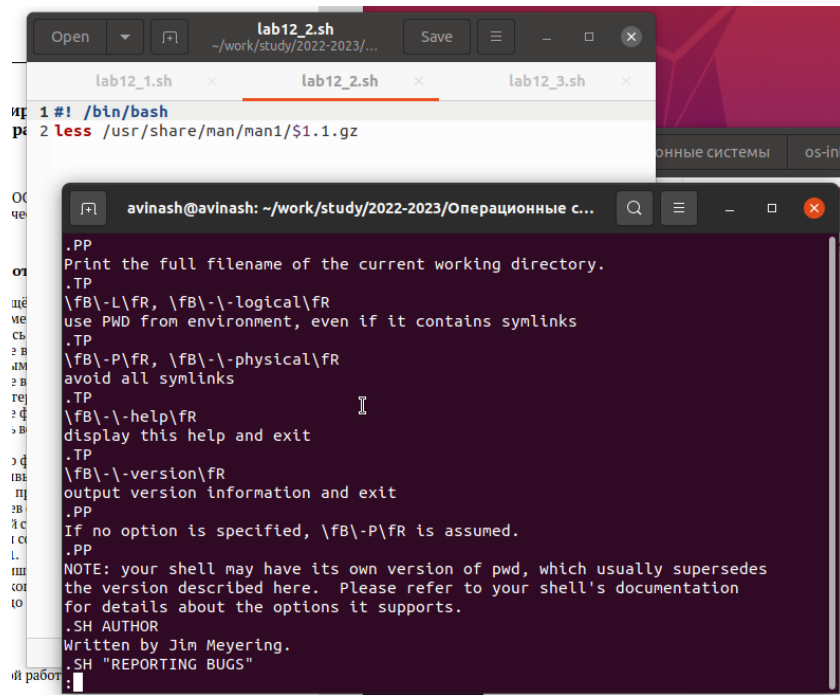 Open
lab12_2.sh
~/work/study/2022-2023/...
Save
lab12_1.sh × lab12_2.sh × lab12_3.sh ×
1 #! /bin/bash
2 less /usr/share/man/man1/$1.1.gz
онные системы
avinash@avinash: ~/work/study/2022-2023/Операционные с...
.PP
Print the full filename of the current working directory.
.TP
\fB\-L\fR, \fB\-\-logical\fR
use PWD from environment, even if it contains symlinks
.TP
\fB\-P\fR, \fB\-\-physical\fR
avoid all symlinks
.TP
\fB\-\-help\fR
display this help and exit
.TP
\fB\-\-version\fR
output version information and exit
.PP
If no option is specified, \fB\-P\fR is assumed.
.PP
NOTE: your shell may have its own version of pwd, which usually supersedes
the version described here.  Please refer to your shell's documentation
for details about the options it supports.
.SH AUTHOR
Written by Jim Meyering.
.SH "REPORTING BUGS"
:
й работ